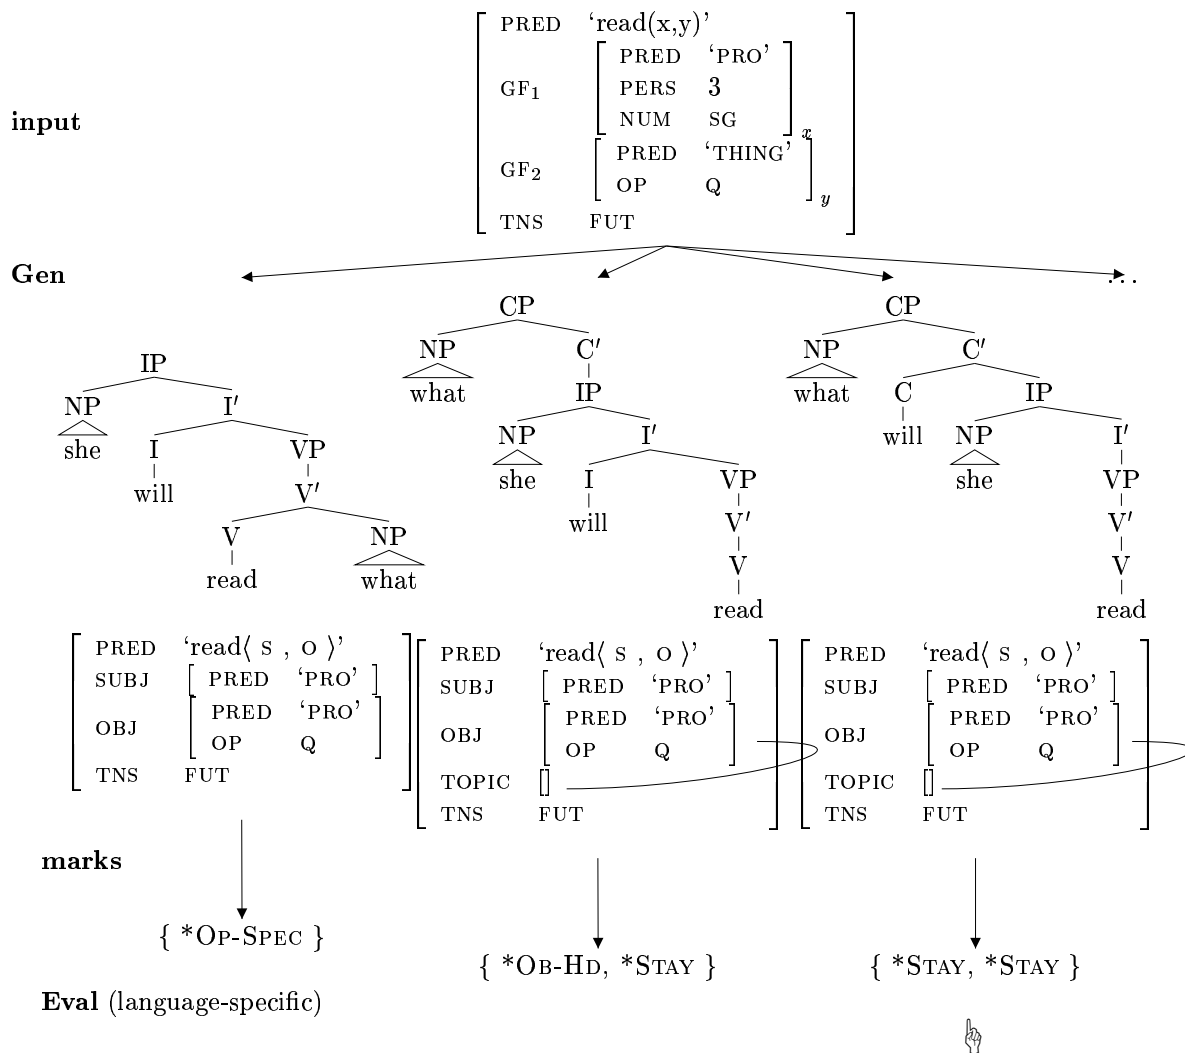 PRED ‘read(x,y)’
PRED ‘PRO’
input GF1 PERS 3
NUM SG x
GF2 PRED ‘THING’
OP Q y
TNS FUT
Gen . . .
CP CP
IP NP C′ NP C′
what IP what C IP
NP I′ NP I′ will NP I′
she I VP she I VP she VP
will V′ will V′ V′
V NP V V
read what read read
PRED ‘read⟨ S , O ⟩’ PRED ‘read⟨ S , O ⟩’ PRED ‘read⟨ S , O ⟩’
SUBJ [ PRED ‘PRO’ ] SUBJ [ PRED ‘PRO’ ] SUBJ [ PRED ‘PRO’ ]
OBJ PRED ‘PRO’ OBJ PRED ‘PRO’ OBJ PRED ‘PRO’
OP Q OP Q OP Q
TOPIC [] TOPIC []
TNS FUT TNS FUT TNS FUT
marks
{ *OP-SPEC } { *OB-HD, *STAY } { *STAY, *STAY }
Eval (language-specific)